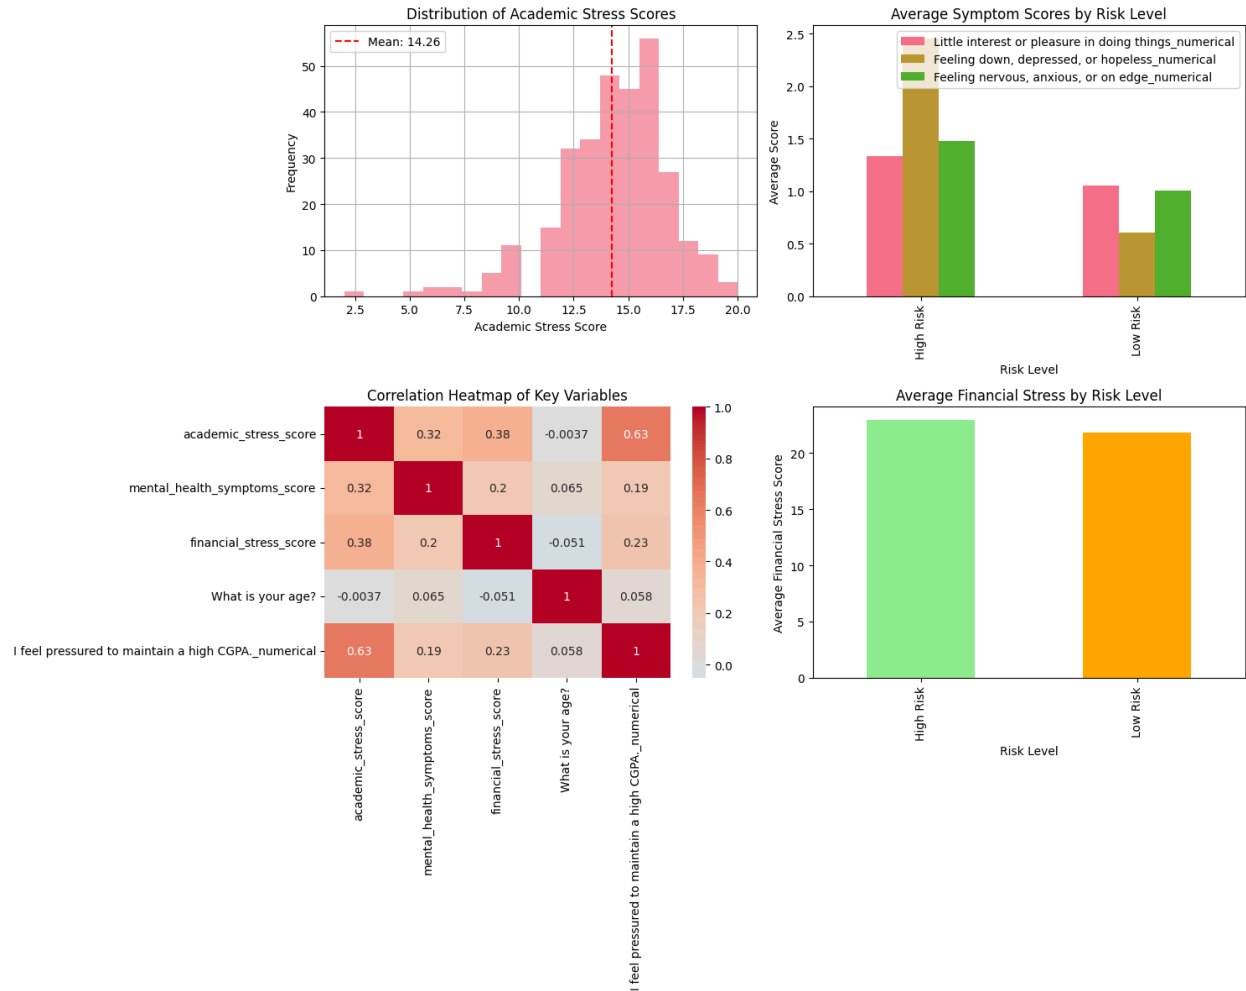 Distribution of Academic Stress Scores
Mean: 14.26
Frequency
50
40
30
20
10
0
2.5 5.0 7.5 10.0 12.5 15.0 17.5 20.0
Academic Stress Score
Average Symptom Scores by Risk Level
Little interest or pleasure in doing things_numerical
Feeling down, depressed, or hopeless_numerical
Feeling nervous, anxious, or on edge_numerical
Average Score
2.5
2.0
1.5
1.0
0.5
0.0
High Risk
Low Risk
Risk Level
Correlation Heatmap of Key Variables
academic_stress_score 1 0.32 0.38 -0.0037 0.63
mental_health_symptoms_score 0.32 1 0.2 0.065 0.19
financial_stress_score 0.38 0.2 1 -0.051 0.23
What is your age? -0.0037 0.065 -0.051 1 0.058
I feel pressured to maintain a high CGPA._numerical 0.63 0.19 0.23 0.058 1
academic_stress_score
mental_health_symptoms_score
financial_stress_score
What is your age?
I feel pressured to maintain a high CGPA._numerical
1.0
0.8
0.6
0.4
0.2
0.0
Average Financial Stress by Risk Level
Average Financial Stress Score
20
15
10
5
0
High Risk
Low Risk
Risk Level